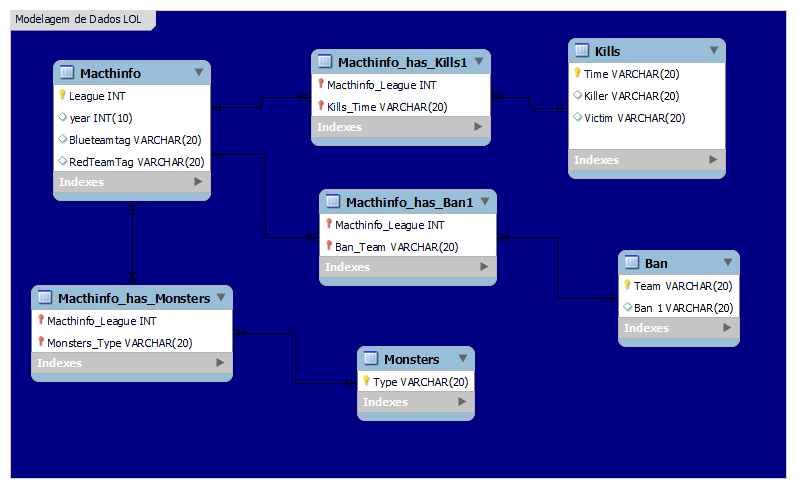 Modelagem de Dados LOL
Macthinfo
League INT
year INT(10)
Blueteamtag VARCHAR(20)
RedTeamTag VARCHAR(20)
Indexes
Macthinfo_has_Kills1
Macthinfo_League INT
Kills_Time VARCHAR(20)
Indexes
Kills
Time VARCHAR(20)
Killer VARCHAR(20)
Victim VARCHAR(20)
Indexes
Macthinfo_has_Ban1
Macthinfo_League INT
Ban_Team VARCHAR(20)
Indexes
Ban
Team VARCHAR(20)
Ban 1 VARCHAR(20)
Indexes
Macthinfo_has_Monsters
Macthinfo_League INT
Monsters_Type VARCHAR(20)
Indexes
Monsters
Type VARCHAR(20)
Indexes